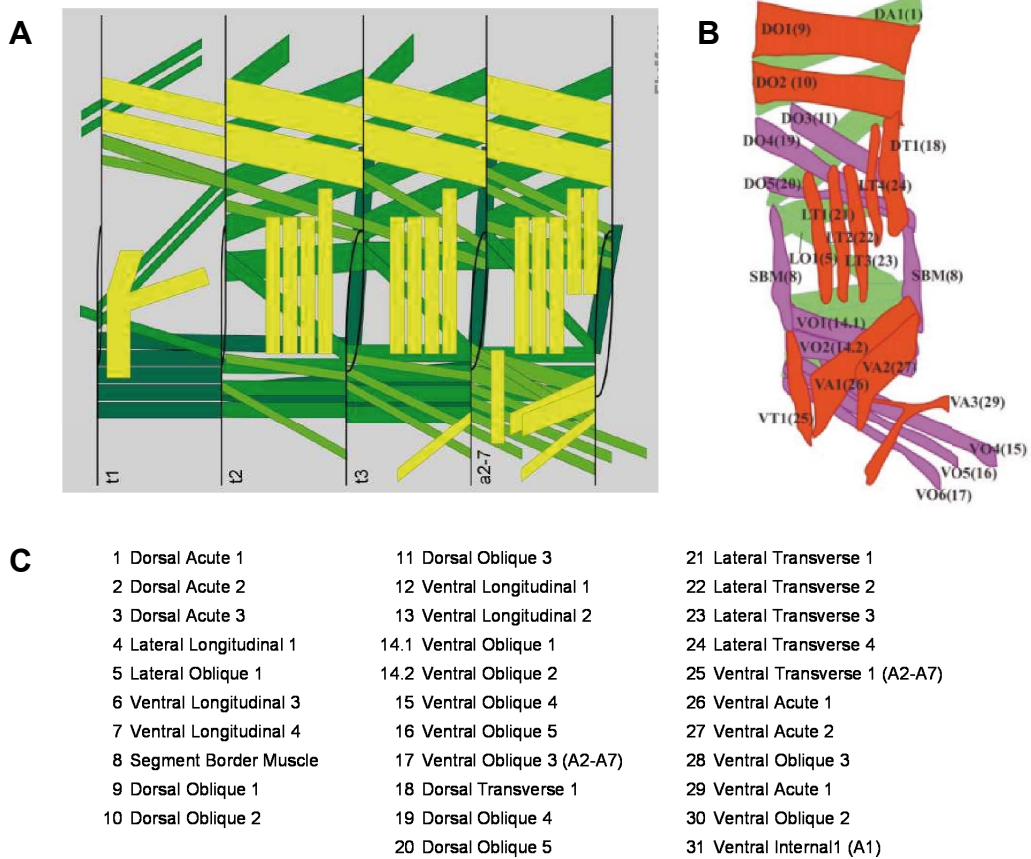 A
t1
t2
t3
a2-7
B
DA1(1)
DO1(9)
DO2 (10)
DO3(11)
DO4(19)
DT1(18)
DO5(20)
LT4(24)
LT1(21)
LT2(22)
LO1(5)
LT3(23)
SBM(8)
SBM(8)
VO1(14.1)
VO2(14.2)
VA2(27)
VA1(26)
VA3(29)
VT1(25)
VO4(15)
VO5(16)
VO6(17)
C
1 Dorsal Acute 1
2 Dorsal Acute 2
3 Dorsal Acute 3
4 Lateral Longitudinal 1
5 Lateral Oblique 1
6 Ventral Longitudinal 3
7 Ventral Longitudinal 4
8 Segment Border Muscle
9 Dorsal Oblique 1
10 Dorsal Oblique 2
11 Dorsal Oblique 3
12 Ventral Longitudinal 1
13 Ventral Longitudinal 2
14.1 Ventral Oblique 1
14.2 Ventral Oblique 2
15 Ventral Oblique 4
16 Ventral Oblique 5
17 Ventral Oblique 3 (A2-A7)
18 Dorsal Transverse 1
19 Dorsal Oblique 4
20 Dorsal Oblique 5
21 Lateral Transverse 1
22 Lateral Transverse 2
23 Lateral Transverse 3
24 Lateral Transverse 4
25 Ventral Transverse 1 (A2-A7)
26 Ventral Acute 1
27 Ventral Acute 2
28 Ventral Oblique 3
29 Ventral Acute 1
30 Ventral Oblique 2
31 Ventral Internal1 (A1)